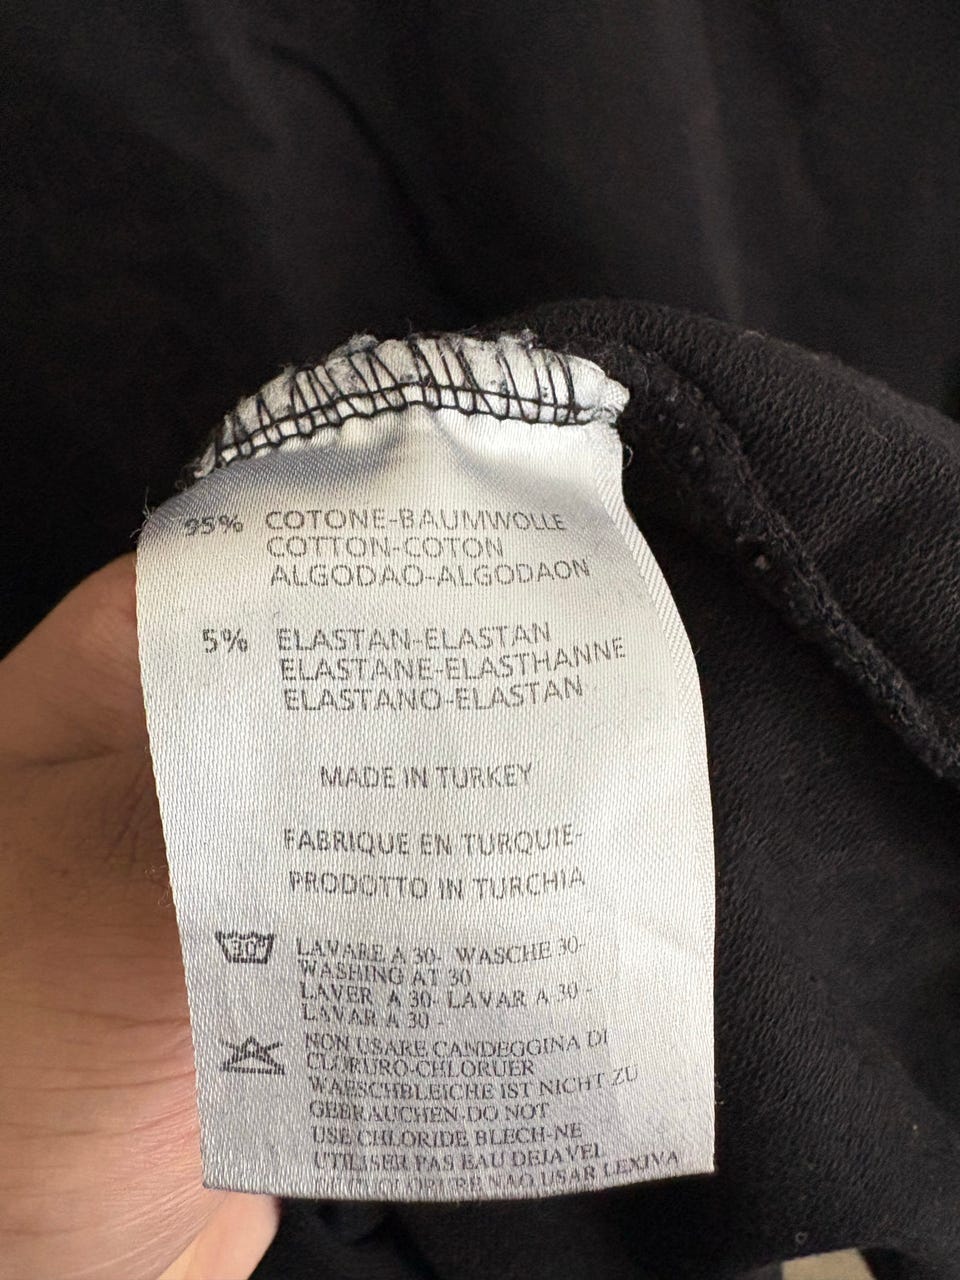 95% COTONE-BAUMWOLLE
COTTON-COTON
ALGODAO-ALGODAON
5% ELASTAN-ELASTAN
ELASTANE-ELASTHANNE
ELASTANO-ELASTAN
MADE IN TURKEY
FABRIQUE EN TURQUIE-
PRODOTTO IN TURCHIA
30° LAVARE A 30- WASCHE 30-
WASHING AT 30
LAVER A 30- LAVAR A 30 -
LAVAR A 30 -
NON USARE CANDEGGINA DI
CLORURO-CHLORUER
WAESCHBLEICHE IST NICHT ZU
GEBRAUCHEN-DO NOT
USE CHLORIDE BLECH-NE
UTILISER PAS EAU DEJAVEL
NAO USAR LEXIVA